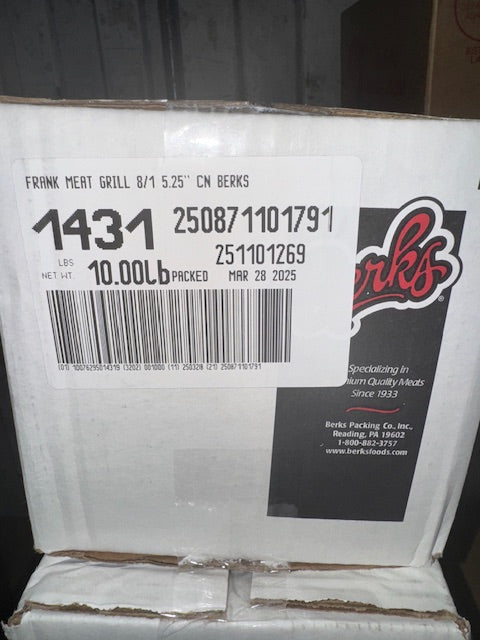 FRANK MEAT GRILL 8/1 5.25" CN BERKS
1431 250871101791
251101269
LBS
NET WT. 10.00lb PACKED MAR 28 2025
(01) 10076295014319 (3202) 001000 (11) 250328 (21) 250871101791
erks®
Specializing In
ium Quality Meats
Since 1933
Berks Packing Co., Inc.,
Reading, PA 19602
1-800-882-3757
www.berksfoods.com